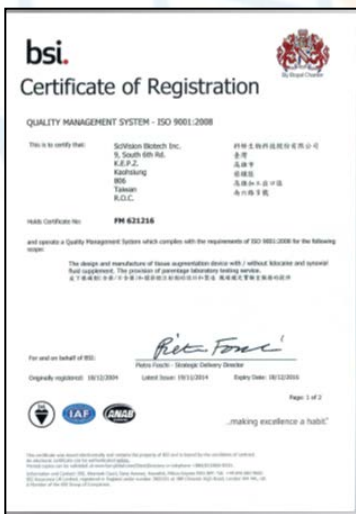 bsi.
By Royal Charter
Certificate of Registration
QUALITY MANAGEMENT SYSTEM - ISO 9001:2008
This is to certify that:
SciVision Biotech Inc.
9, South 6th Rd.
K.E.P.Z.
Kaohsiung
806
Taiwan
R.O.C.
科妍生物科技股份有限公司
臺灣
高雄市
前鎮區
高雄加工出口區
南六路9號
Holds Certificate No:
FM 621216
and operates a Quality Management System which complies with the requirements of ISO 9001:2008 for the following scope:
The design and manufacture of tissue augmentation device with / without lidocaine and synovial
fluid supplement. The provision of parentage laboratory testing service.
For and on behalf of BSI:
Pietro Foschi - Strategic Delivery Director
Originally registered: 18/12/2004
Latest Issue: 19/11/2014
Expiry Date: 18/12/2016
Page: 1 of 2
IAF
ANAB
...making excellence a habit.